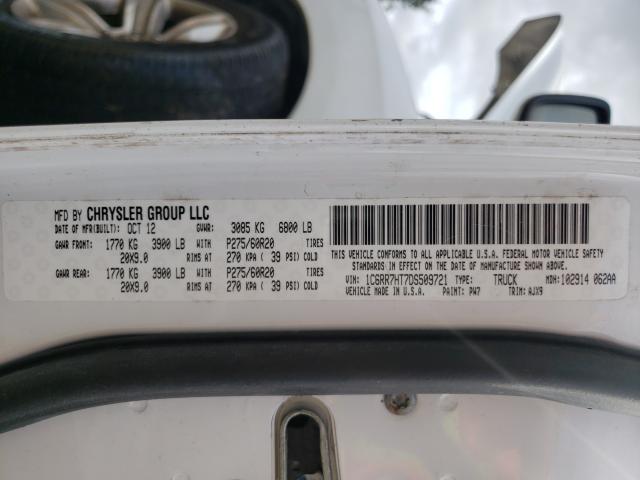 MFD BY CHRYSLER GROUP LLC
DATE OF MFR(BUILT): OCT 12 GVWR: 3085 KG 6800 LB
GAWR FRONT: 1770 KG 3900 LB WITH P275/60R20 TIRES
20X9.0 RIMS AT 270 KPA ( 39 PSI) COLD
GAWR REAR: 1770 KG 3900 LB WITH P275/60R20 TIRES
20X9.0 RIMS AT 270 KPA ( 39 PSI) COLD
THIS VEHICLE CONFORMS TO ALL APPLICABLE U.S.A. FEDERAL MOTOR VEHICLE SAFETY
STANDARDS IN EFFECT ON THE DATE OF MANUFACTURE SHOWN ABOVE.
VIN: 1C6RR7HT7DS509721 TYPE: TRUCK MDH: 102914 062AA
VEHICLE MADE IN U.S.A. PAINT: PW7 TRIM: AJX9